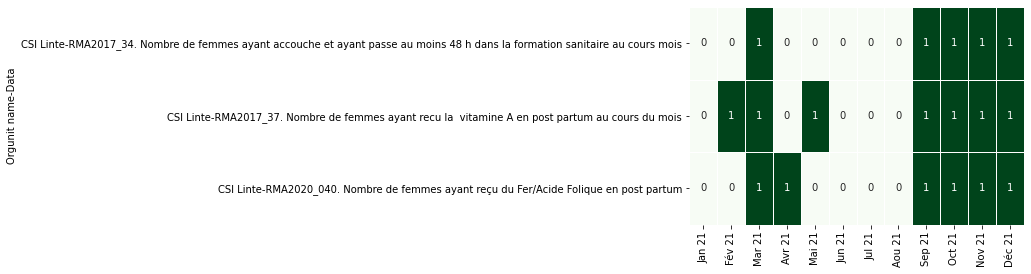 Orgunit name-Data
CSI Linte-RMA2017_34. Nombre de femmes ayant accouche et ayant passe au moins 48 h dans la formation sanitaire au cours mois
0 0 1 0 0 0 0 0 1 1 1 1
CSI Linte-RMA2017_37. Nombre de femmes ayant recu la  vitamine A en post partum au cours du mois
0 1 1 0 1 0 0 0 1 1 1 1
CSI Linte-RMA2020_040. Nombre de femmes ayant reçu du Fer/Acide Folique en post partum
0 0 1 1 0 0 0 0 1 1 1 1
Jan 21
Fév 21
Mar 21
Avr 21
Mai 21
Jun 21
Jul 21
Aou 21
Sep 21
Oct 21
Nov 21
Déc 21